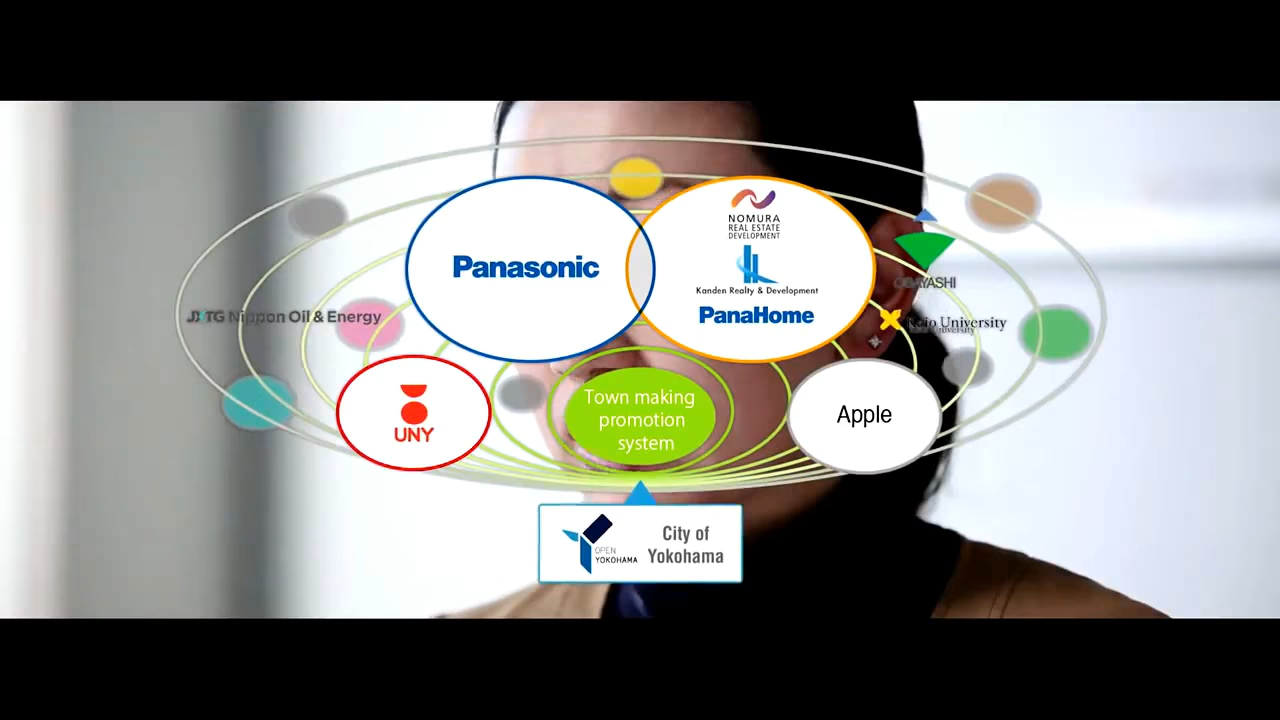 Panasonic
NOMURA
REAL ESTATE
DEVELOPMENT
Kanden Realty & Development
PanaHome
OBAYASHI
JXTG Nippon Oil & Energy
Keio University
UNY
Town making
promotion
system
Apple
OPEN
YOKOHAMA
City of
Yokohama